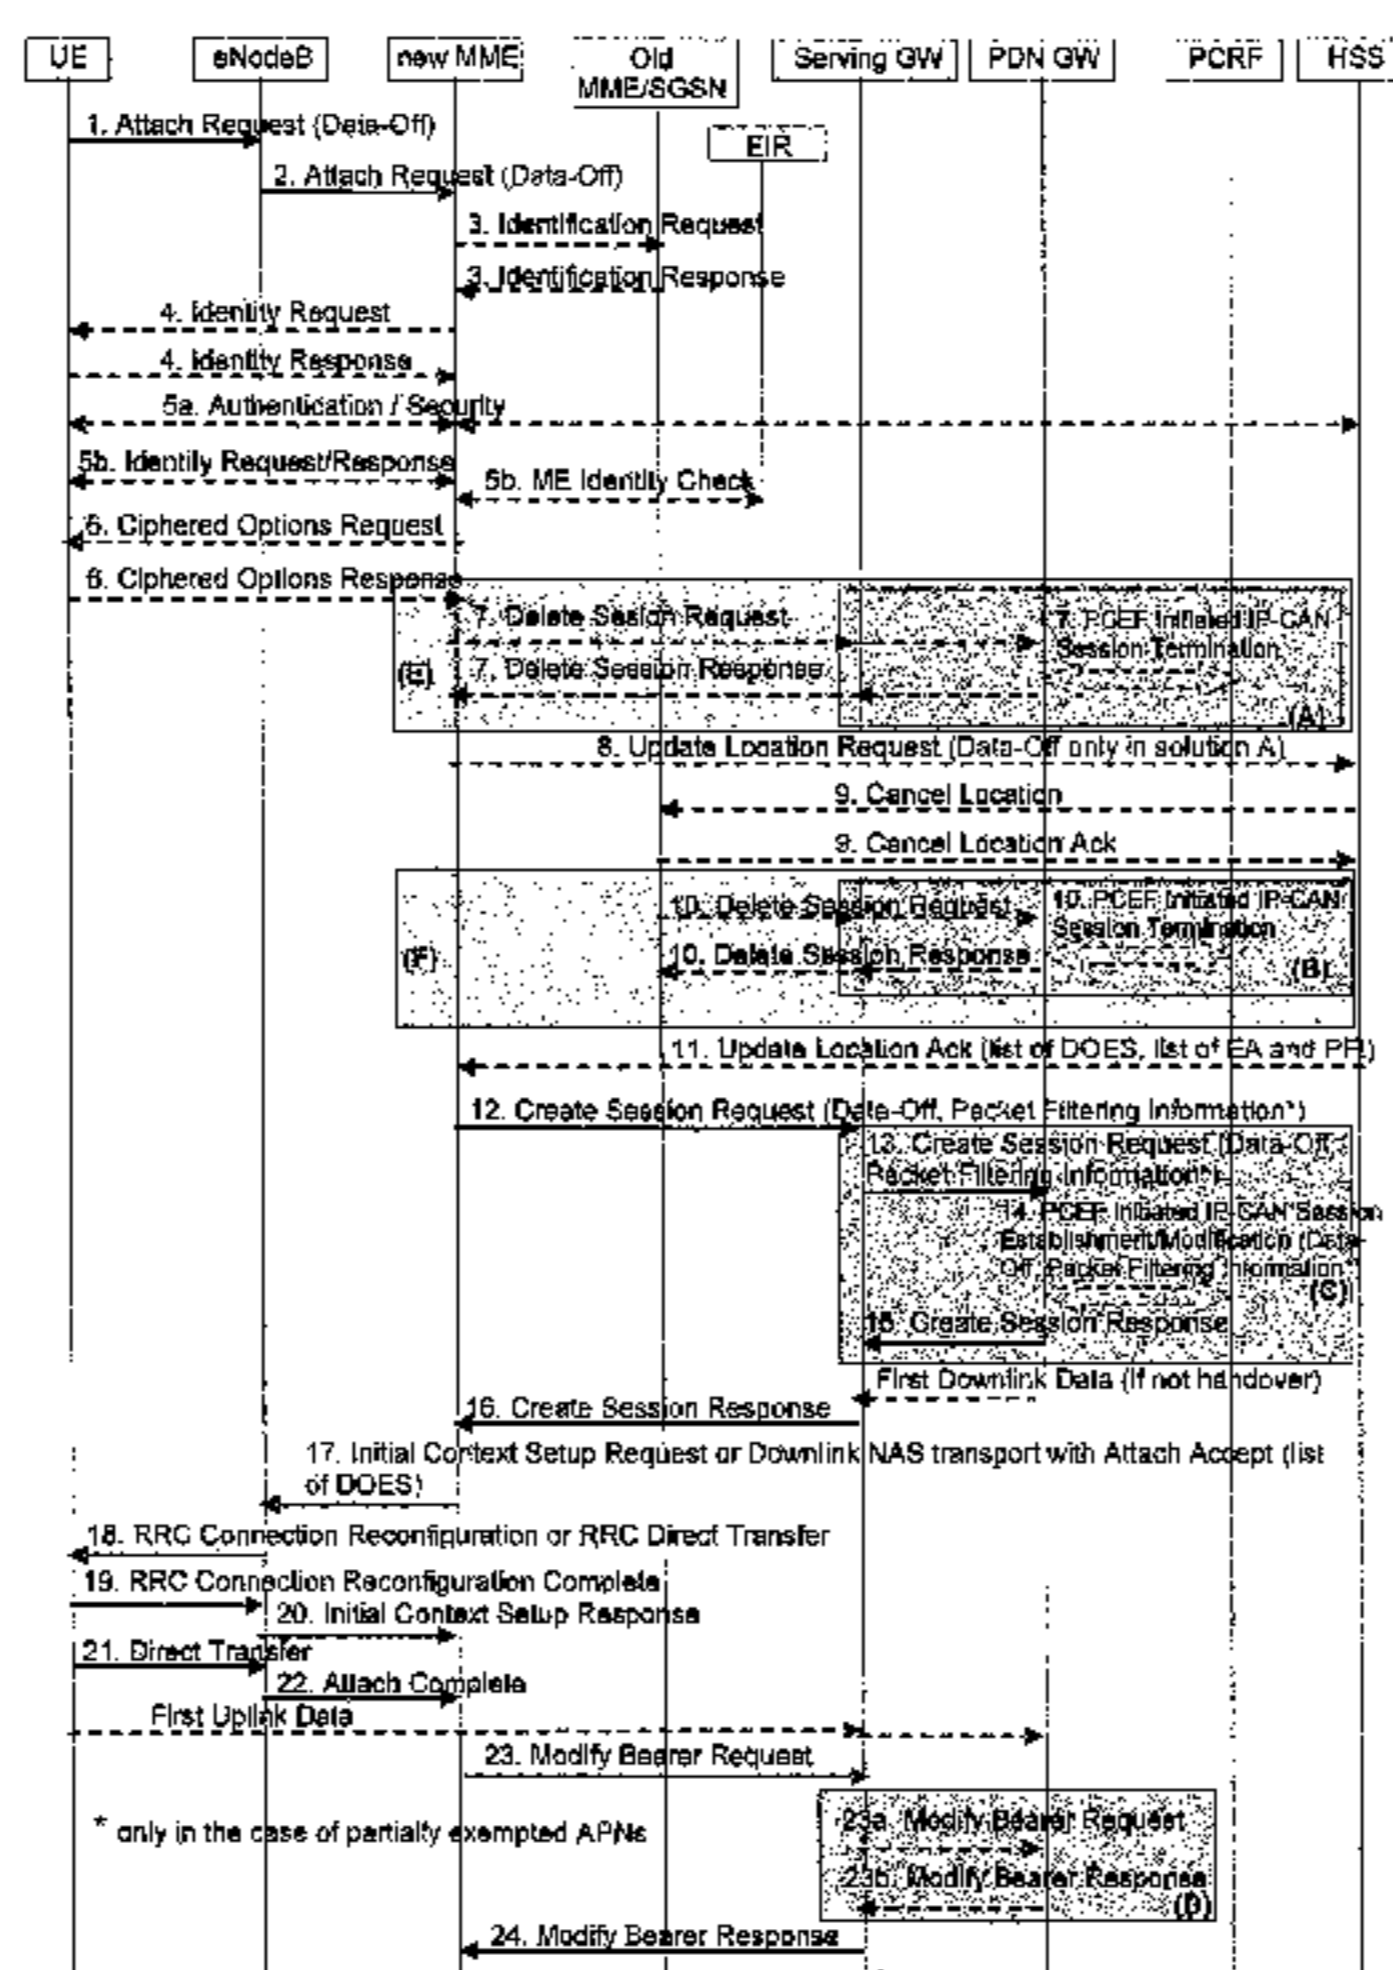 UE
eNodeB
new MME
Old
MME/SGSN
Serving GW
PDN GW
PCRF
HSS
EIR
1. Attach Request (Data-Off)
2. Attach Request (Data-Off)
3. Identification Request
3. Identification Response
4. Identity Request
4. Identity Response
5a. Authentication / Security
5b. Identity Request/Response
5b. ME Identity Check
6. Ciphered Options Request
6. Ciphered Options Response
7. Delete Sesion Request
7. PCEF Initiated IP-CAN
Session Termination
(E)
7. Delete Session Response
(A)
8. Update Location Request (Data-Off only in solution A)
9. Cancel Location
9. Cancel Location Ack
10. Delete Session Request
10. PCEF Initiated IP-CAN
Session Termination
(F)
10. Delete Session Response
(B)
11. Update Location Ack (list of DOES, list of EA and PFI)
12. Create Session Request (Data-Off, Packet Filtering Information*)
13. Create Session Request (Data-Off,
Packet Filtering Information*)
14. PCEF Initiated IP-CAN Session
Establishment/Modification (Data-
Off, Packet Filtering Information*
(C)
15. Create Session Response
First Downlink Data (If not handover)
16. Create Session Response
17. Initial Context Setup Request or Downlink NAS transport with Attach Accept (list
of DOES)
18. RRC Connection Reconfiguration or RRC Direct Transfer
19. RRC Connection Reconfiguration Complete
20. Initial Context Setup Response
21. Direct Transfer
22. Attach Complete
First Uplink Data
23. Modify Bearer Request
* only in the case of partially exempted APNs
23a. Modify Bearer Request
23b. Modify Bearer Response
(D)
24. Modify Bearer Response